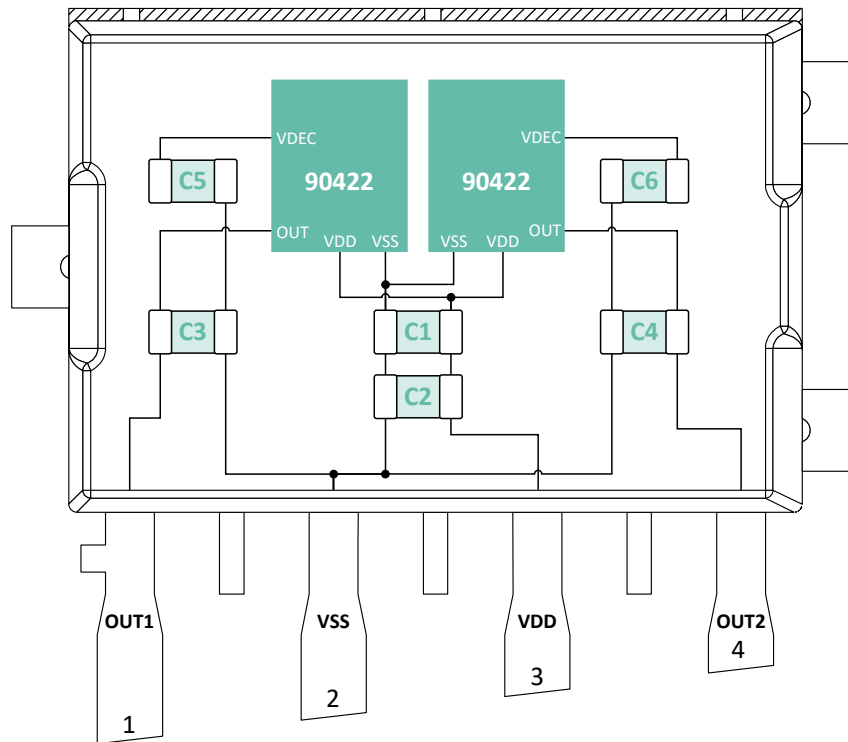 VDEC
VDEC
C5
90422
90422
C6
OUT
VDD
VSS
VSS
VDD
OUT
C3
C1
C4
C2
OUT1
VSS
VDD
OUT2
1
2
3
4